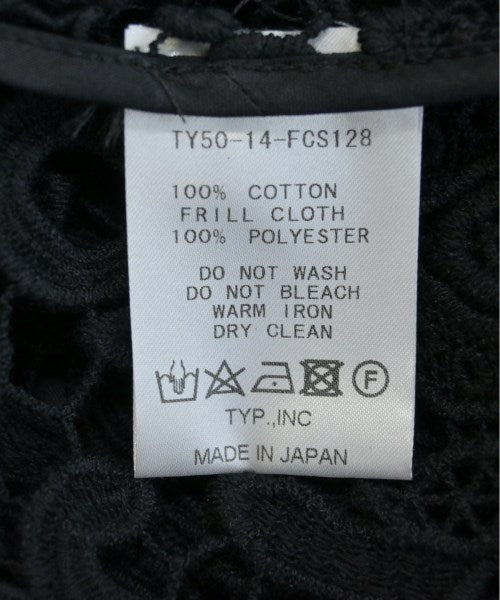 TY50-14-FCS128
100% COTTON
FRILL CLOTH
100% POLYESTER
DO NOT WASH
DO NOT BLEACH
WARM IRON
DRY CLEAN
F
TYP.,INC
MADE IN JAPAN